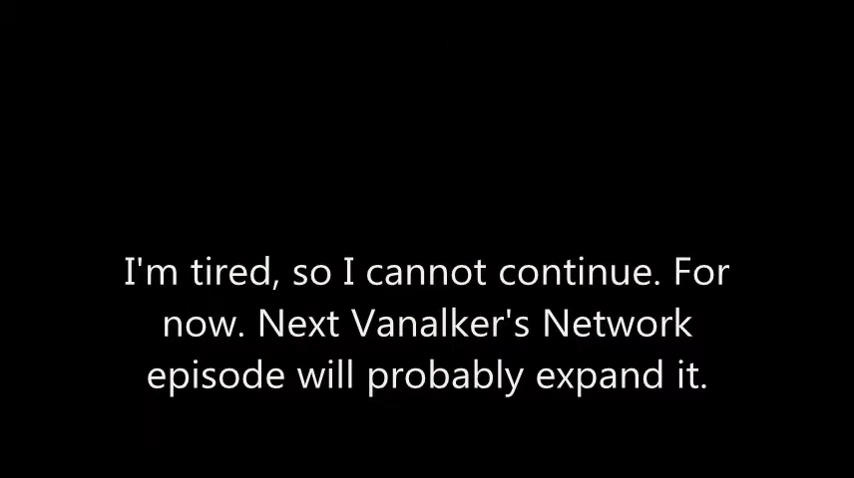 I'm tired, so I cannot continue. For
now. Next Vanalker's Network
episode will probably expand it.